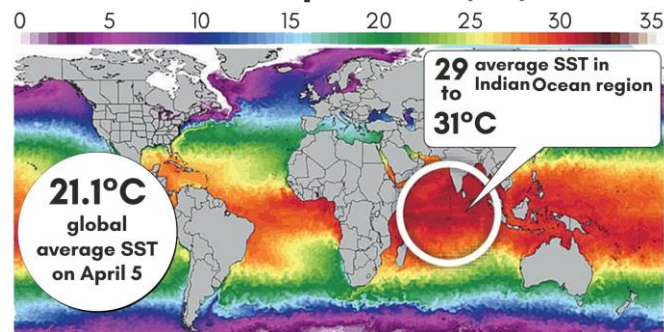 0 5 10 15 20 25 30 35
29 average SST in
to Indian Ocean region
31°C
21.1°C
global
average SST
on April 5